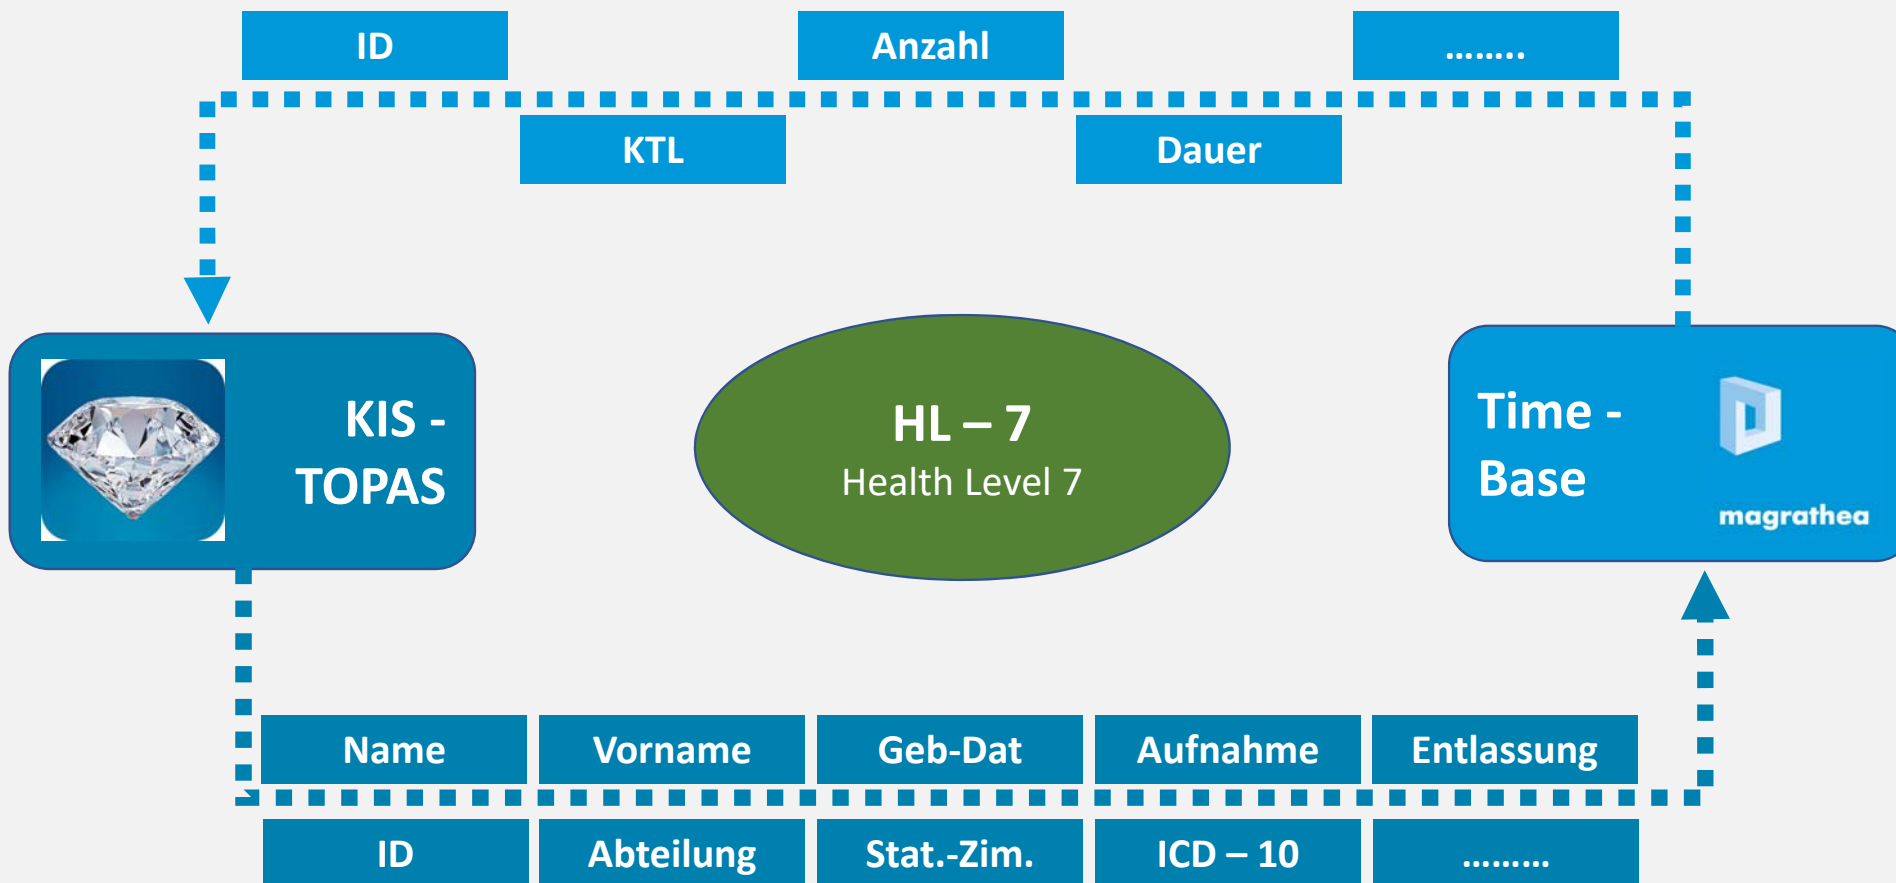 ID
Anzahl
........
KTL
Dauer
KIS -
TOPAS
HL – 7
Health Level 7
Time -
Base
magrathea
Name
Vorname
Geb-Dat
Aufnahme
Entlassung
ID
Abteilung
Stat.-Zim.
ICD – 10
.........